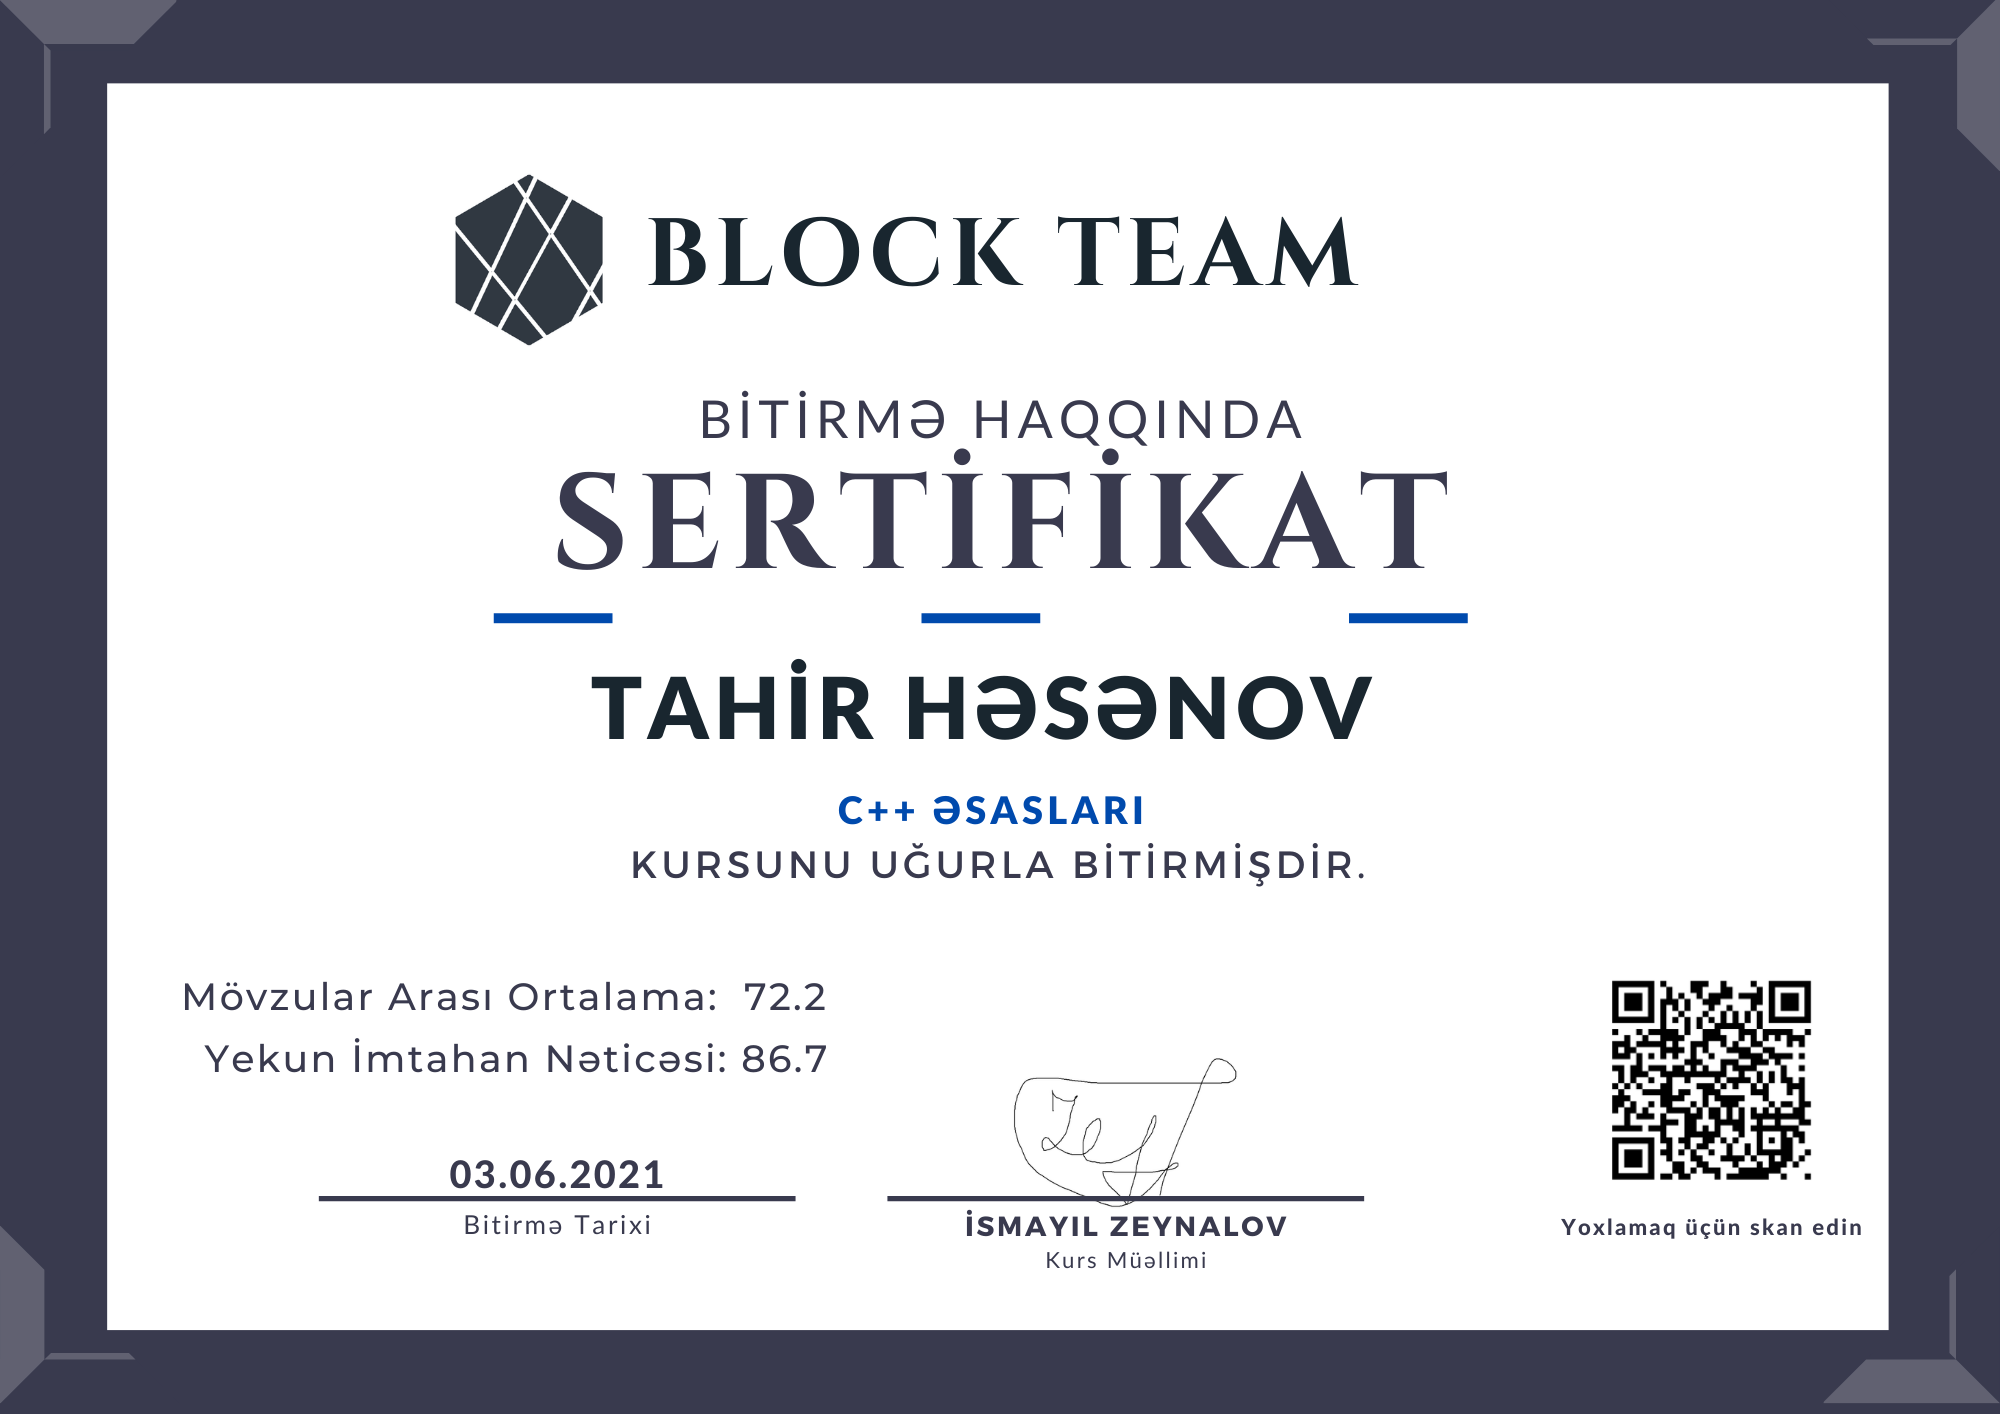 BLOCK TEAM
BİTİRMƏ HAQQINDA
SERTİFİKAT
TAHİR HƏSƏNOV
C++ ƏSASLARI
KURSUNU UĞURLA BİTİRMİŞDİR.
Mövzular Arası Ortalama: 72.2
Yekun İmtahan Nəticəsi: 86.7
03.06.2021
Bitirmə Tarixi
İSMAYIL ZEYNALOV
Kurs Müəllimi
Yoxlamaq üçün skan edin